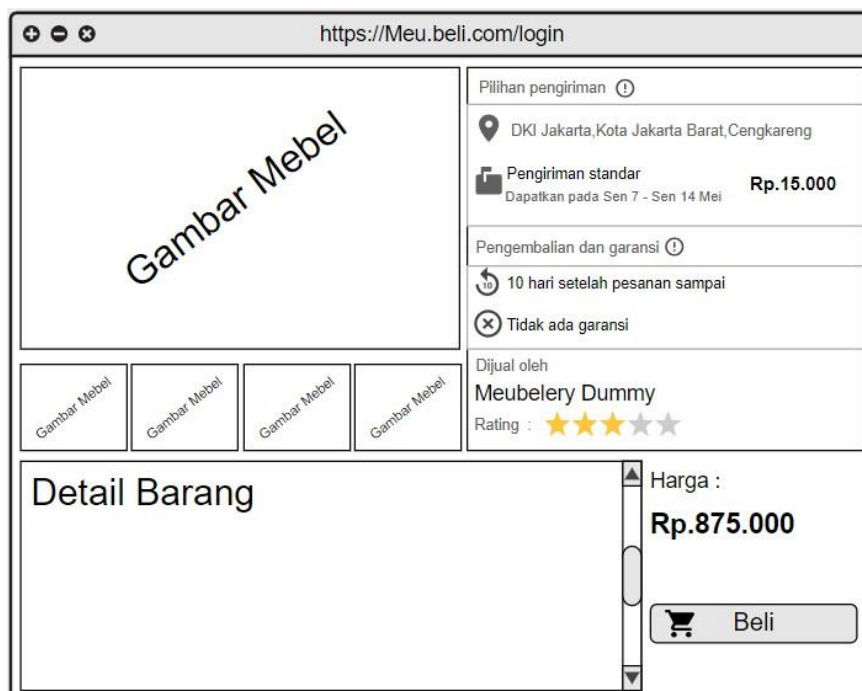 https://Meu.beli.com/login
Gambar Mebel
Gambar Mebel
Gambar Mebel
Gambar Mebel
Gambar Mebel
Pilihan pengiriman
DKI Jakarta,Kota Jakarta Barat,Cengkareng
Pengiriman standar
Rp.15.000
Dapatkan pada Sen 7 - Sen 14 Mei
Pengembalian dan garansi
10
10 hari setelah pesanan sampai
Tidak ada garansi
Dijual oleh
Meubelery Dummy
Rating :
Detail Barang
Harga :
Rp.875.000
Beli